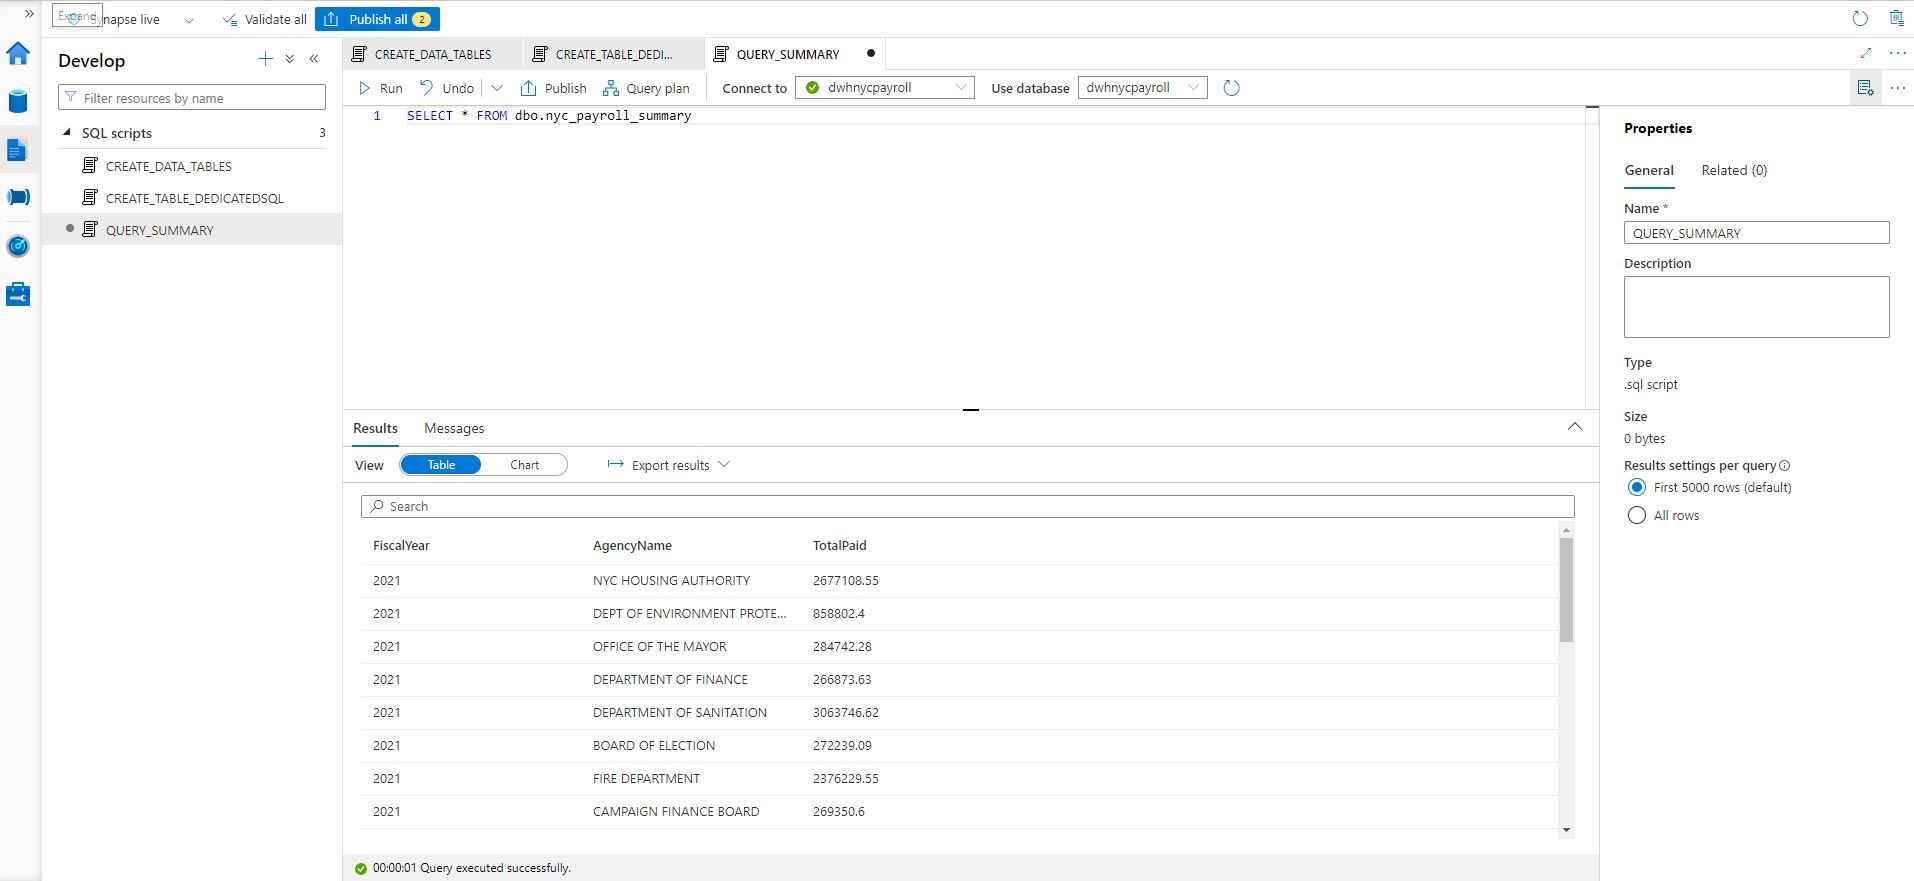 Expand
Synapse live
Validate all
Publish all 2
Develop
Filter resources by name
SQL scripts 3
CREATE_DATA_TABLES
CREATE_TABLE_DEDICATEDSQL
QUERY_SUMMARY
CREATE_DATA_TABLES CREATE_TABLE_DEDI... QUERY_SUMMARY
Run Undo Publish Query plan Connect to dwhnycpayroll Use database dwhnycpayroll
1 SELECT * FROM dbo.nyc_payroll_summary
Results Messages
View Table Chart Export results
Search
FiscalYear AgencyName TotalPaid
2021 NYC HOUSING AUTHORITY 2677108.55
2021 DEPT OF ENVIRONMENT PROTE... 858802.4
2021 OFFICE OF THE MAYOR 284742.28
2021 DEPARTMENT OF FINANCE 266873.63
2021 DEPARTMENT OF SANITATION 3063746.62
2021 BOARD OF ELECTION 272239.09
2021 FIRE DEPARTMENT 2376229.55
2021 CAMPAIGN FINANCE BOARD 269350.6
00:00:01 Query executed successfully.
Properties
General Related (0)
Name *
QUERY_SUMMARY
Description
Type
.sql script
Size
0 bytes
Results settings per query
First 5000 rows (default)
All rows